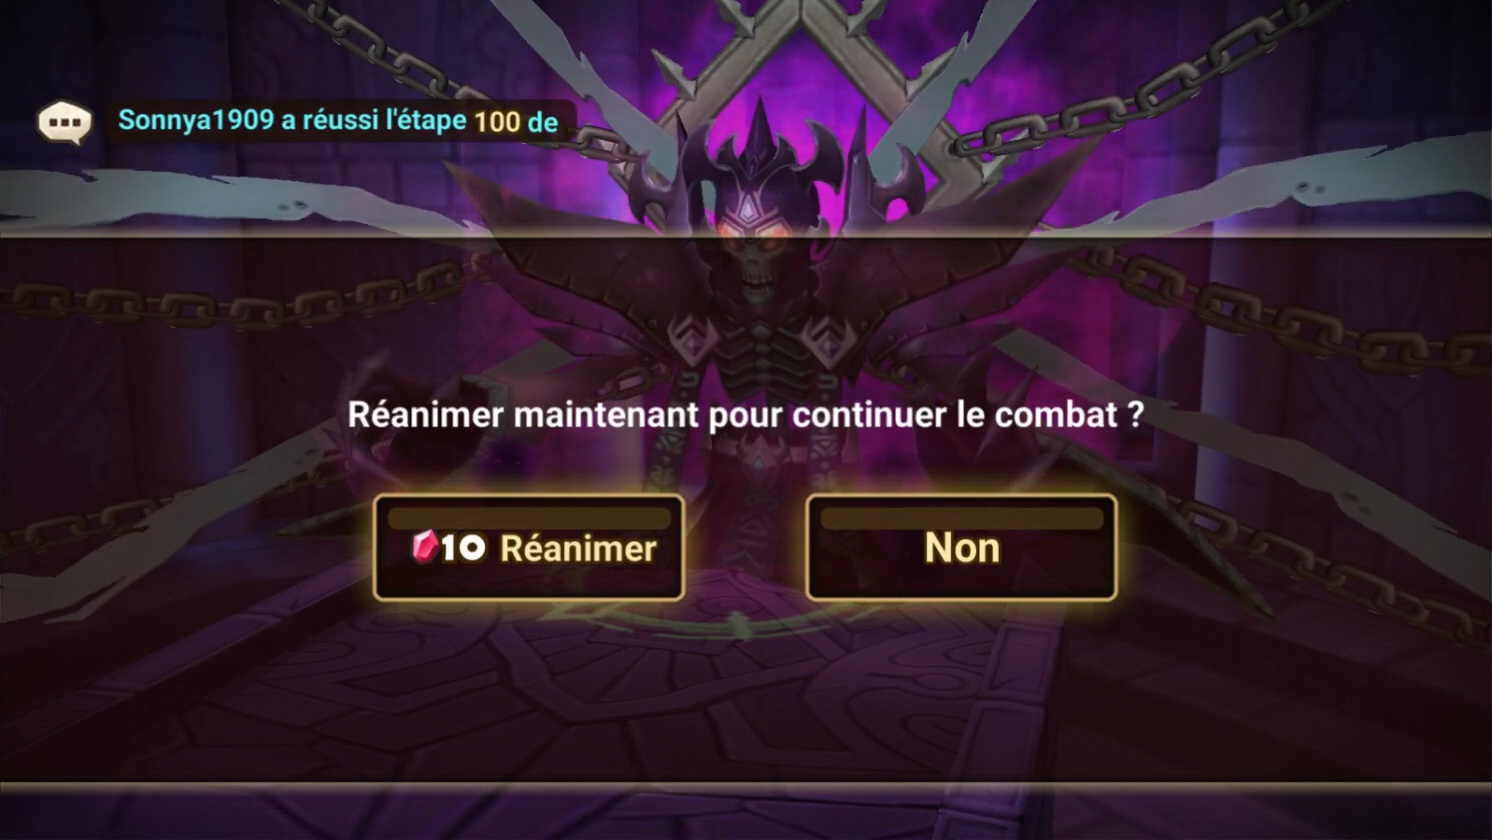 Sonnya1909 a réussi l'étape 100 de
Réanimer maintenant pour continuer le combat ?
10 Réanimer
Non